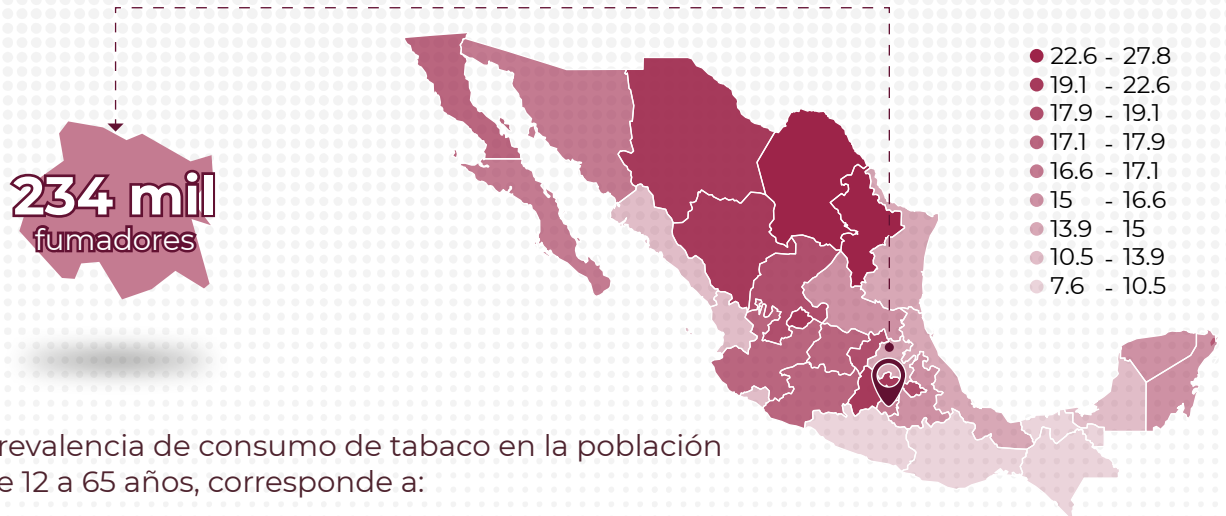 234 mil
fumadores
22.6 - 27.8
19.1 - 22.6
17.9 - 19.1
17.1 - 17.9
16.6 - 17.1
15 - 16.6
13.9 - 15
10.5 - 13.9
7.6 - 10.5
revalencia de consumo de tabaco en la población
e 12 a 65 años, corresponde a: